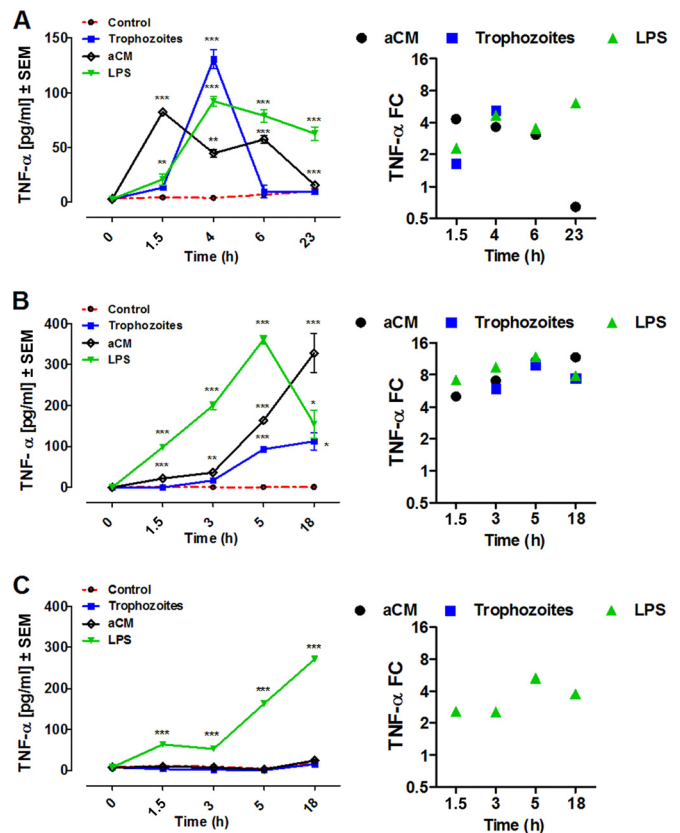 A
Control
Trophozoites
aCM
LPS
TNF-α [pg/ml] ± SEM
150
100
50
0
***
***
***
**
**
***
***
***
***
0
1.5
4
6
23
Time (h)
aCM
Trophozoites
LPS
TNF-α FC
16
8
4
2
1
0.5
1.5
4
6
23
Time (h)
B
Control
Trophozoites
aCM
LPS
TNF- α [pg/ml] ± SEM
400
300
200
100
0
***
***
***
***
***
**
***
***
*
*
0
1.5
3
5
18
Time (h)
aCM
Trophozoites
LPS
TNF-α FC
16
8
4
2
1
0.5
1.5
3
5
18
Time (h)
C
Control
Trophozoites
aCM
LPS
TNF-α [pg/ml] ± SEM
400
300
200
100
0
***
***
***
***
0
1.5
3
5
18
Time (h)
aCM
Trophozoites
LPS
TNF-α FC
16
8
4
2
1
0.5
1.5
3
5
18
Time (h)